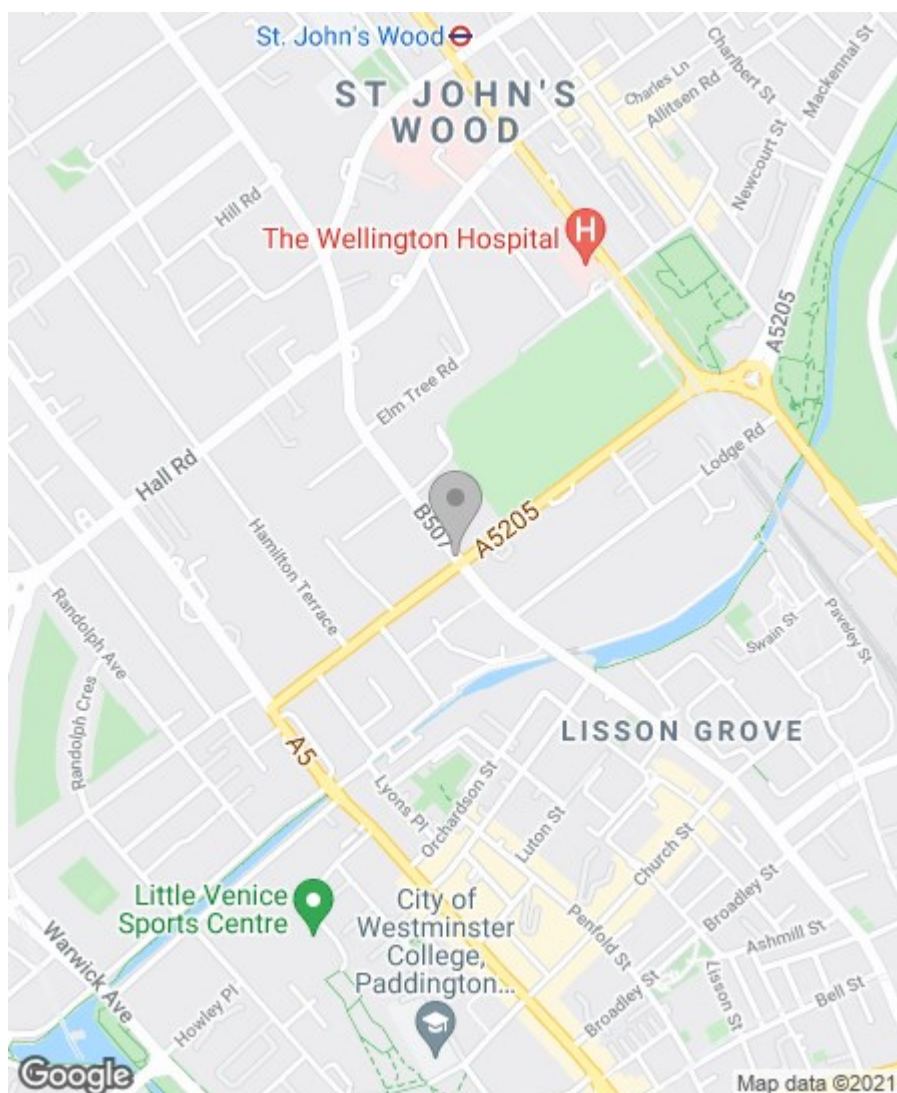 St. John's Wood
ST JOHN'S
WOOD
Charlbert St
Mackennal St
Charles Ln
Allitsen Rd
Newcourt St
Hill Rd
The Wellington Hospital
H
A5205
Elm Tree Rd
Hall Rd
Lodge Rd
B507
A5205
Hamilton Terrace
Randolph Ave
Randolph Cres
Swain St
Paveley St
LISSON GROVE
A5
Lyons Pl
Orchardson St
Luton St
Church St
Little Venice
Sports Centre
City of
Westminster
College,
Paddington...
Penfold St
Broadley St
Ashmill St
Warwick Ave
Howley Pl
Broadley St
Lisson St
Bell St
Google
Map data ©2021